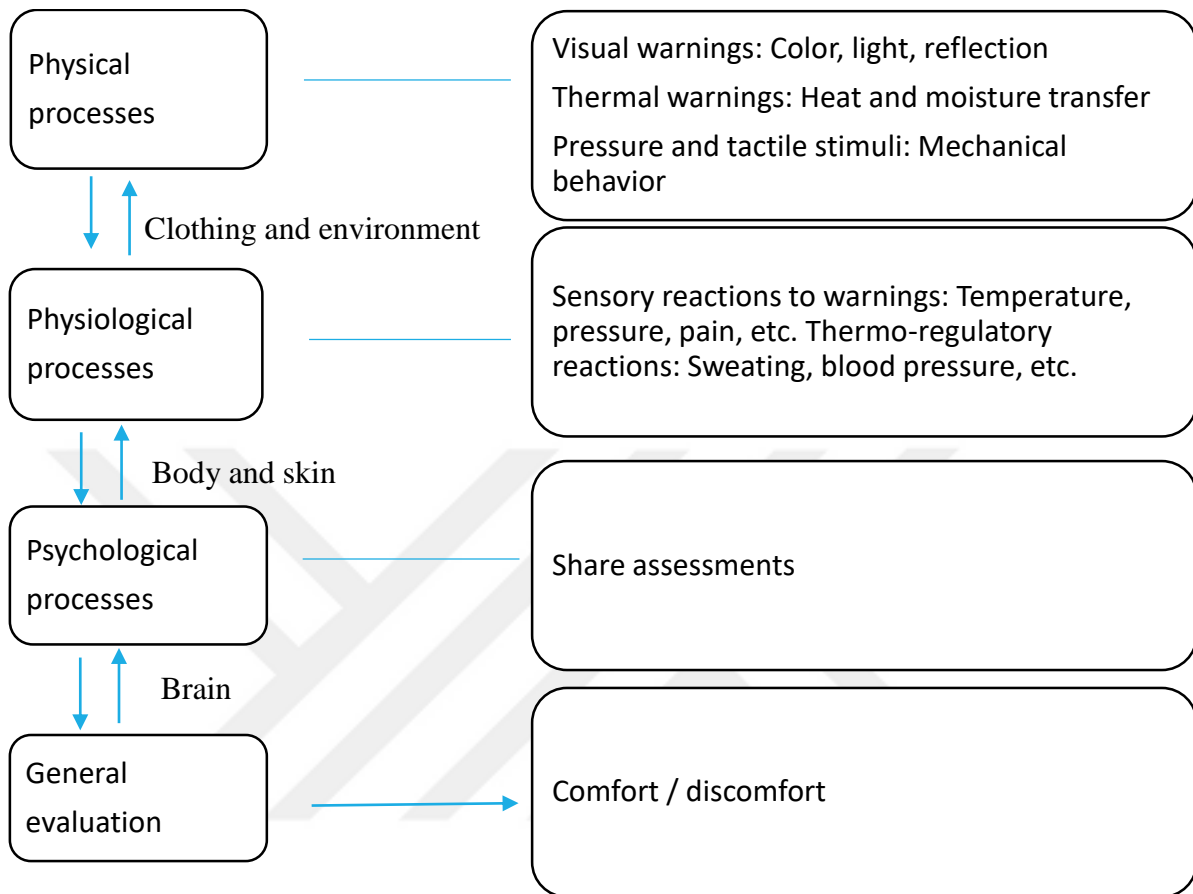 Physical
processes
Visual warnings: Color, light, reflection
Thermal warnings: Heat and moisture transfer
Pressure and tactile stimuli: Mechanical
behavior
Clothing and environment
Physiological
processes
Sensory reactions to warnings: Temperature,
pressure, pain, etc. Thermo-regulatory
reactions: Sweating, blood pressure, etc.
Body and skin
Psychological
processes
Share assessments
Brain
General
evaluation
Comfort / discomfort